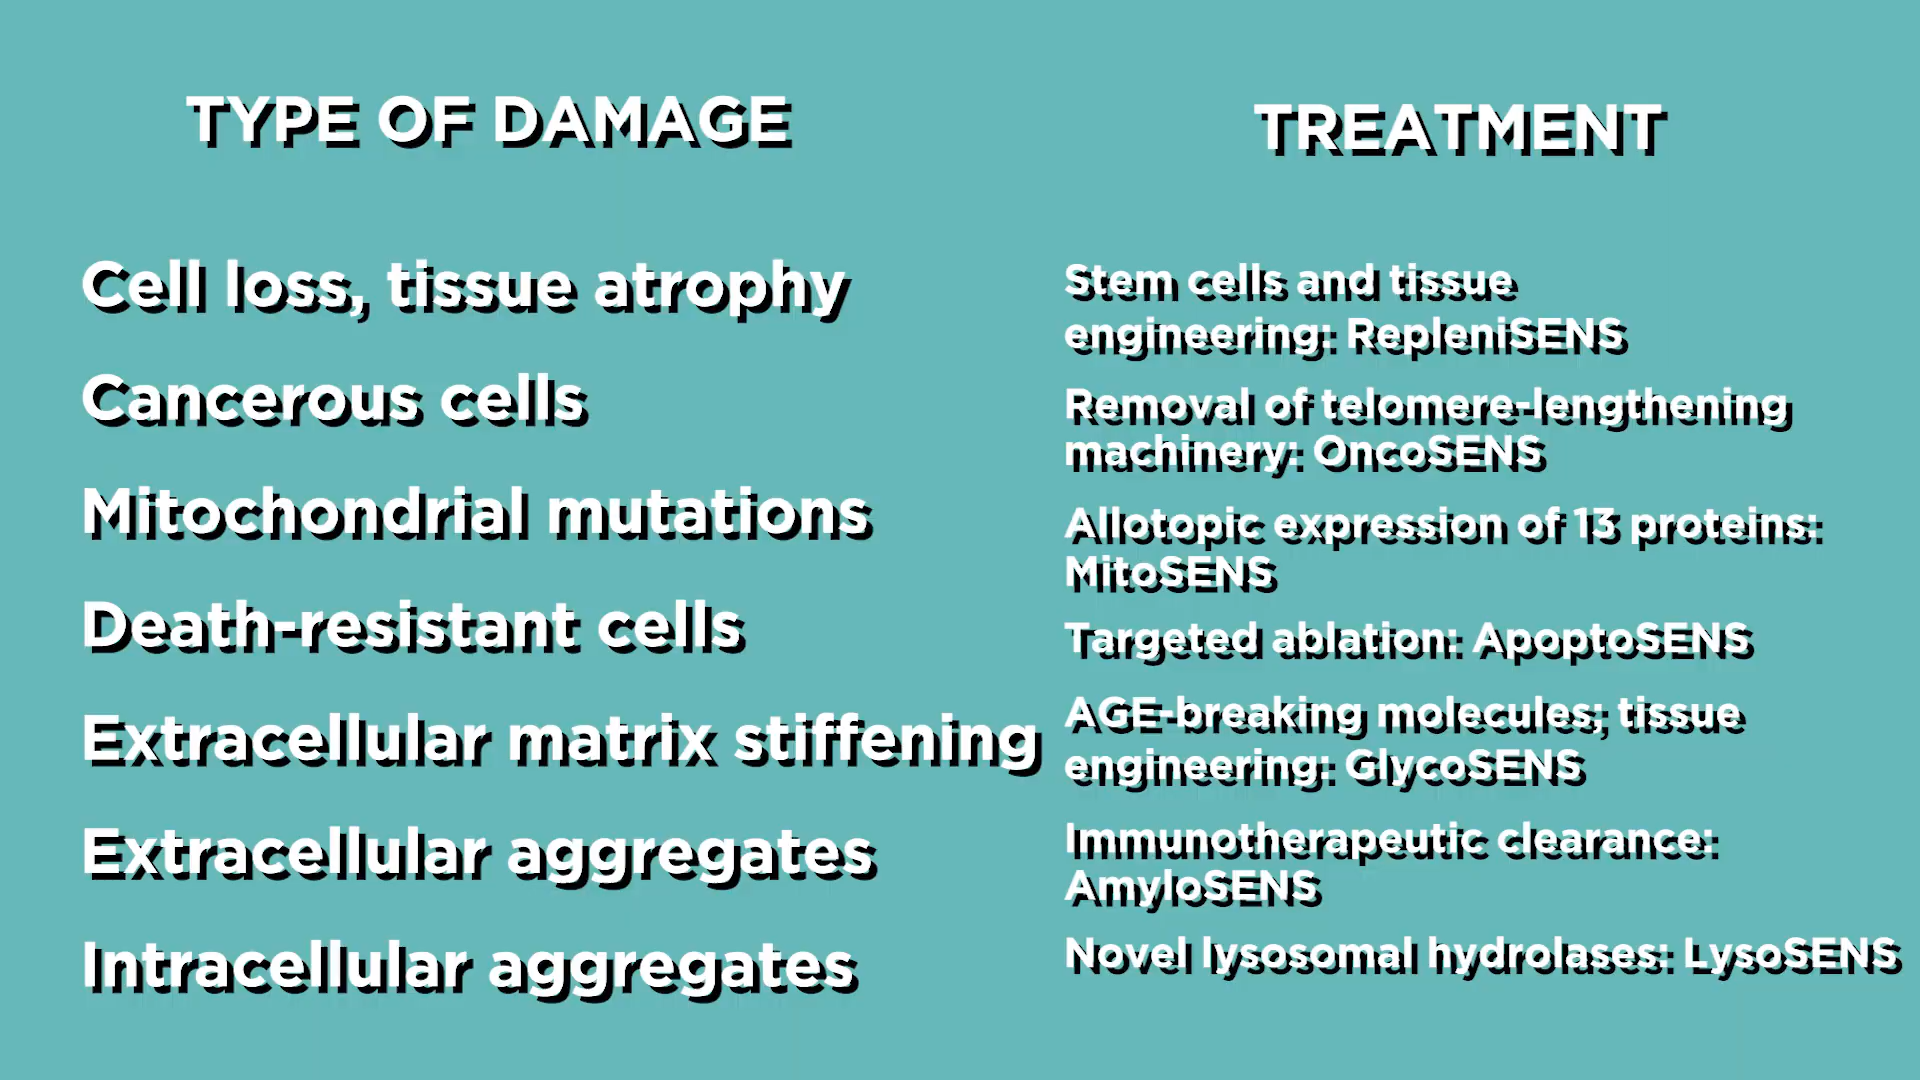 TYPE OF DAMAGE
TREATMENT
Cell loss, tissue atrophy
Stem cells and tissue
engineering: RepleniSENS
Cancerous cells
Removal of telomere-lengthening
machinery: OncoSENS
Mitochondrial mutations
Allotopic expression of 13 proteins:
MitoSENS
Death-resistant cells
Targeted ablation: ApoptoSENS
Extracellular matrix stiffening
AGE-breaking molecules; tissue
engineering: GlycoSENS
Extracellular aggregates
Immunotherapeutic clearance:
AmyloSENS
Intracellular aggregates
Novel lysosomal hydrolases: LysoSENS